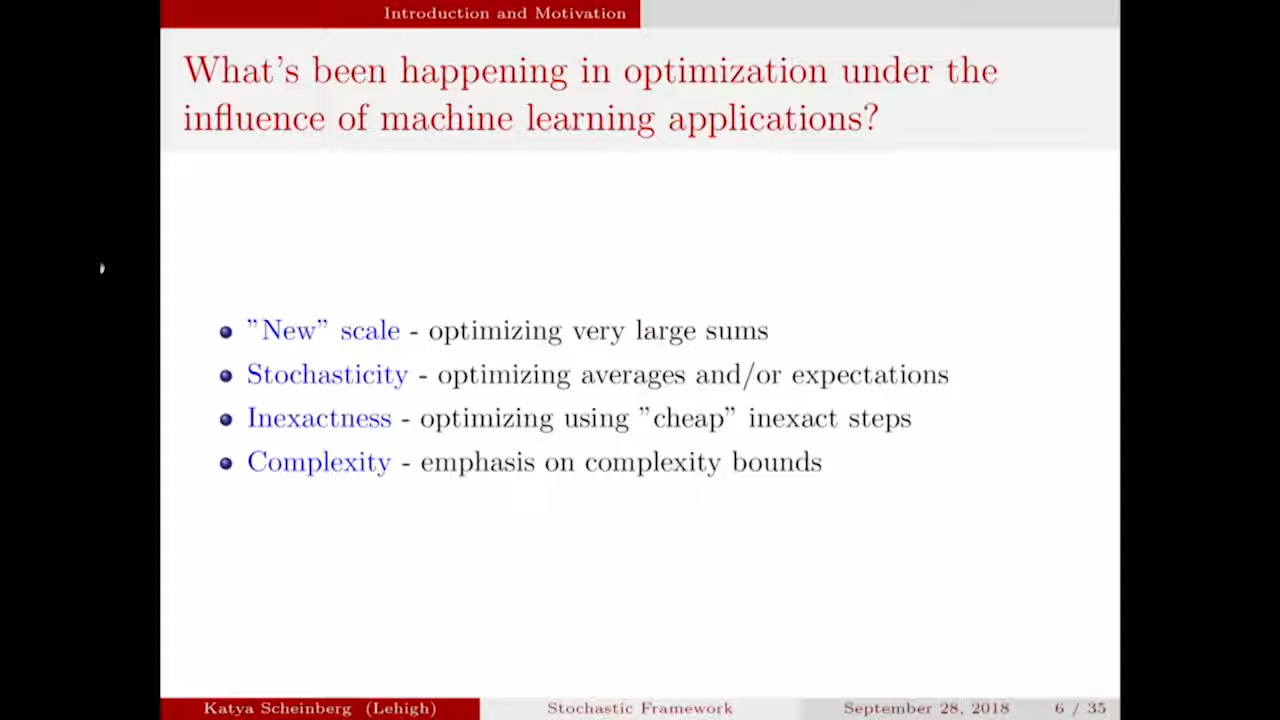 Introduction and Motivation
What's been happening in optimization under the
influence of machine learning applications?
"New" scale - optimizing very large sums
Stochasticity - optimizing averages and/or expectations
Inexactness - optimizing using "cheap" inexact steps
Complexity - emphasis on complexity bounds
Katya Scheinberg (Lehigh) Stochastic Framework September 28, 2018 6 / 35